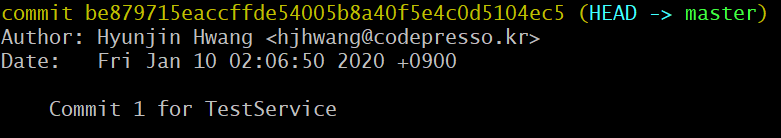 commit be879715eaccffde54005b8a40f5e4c0d5104ec5 (HEAD -> master)
Author: Hyunjin Hwang <hjhwang@codepresso.kr>
Date:   Fri Jan 10 02:06:50 2020 +0900
Commit 1 for TestService